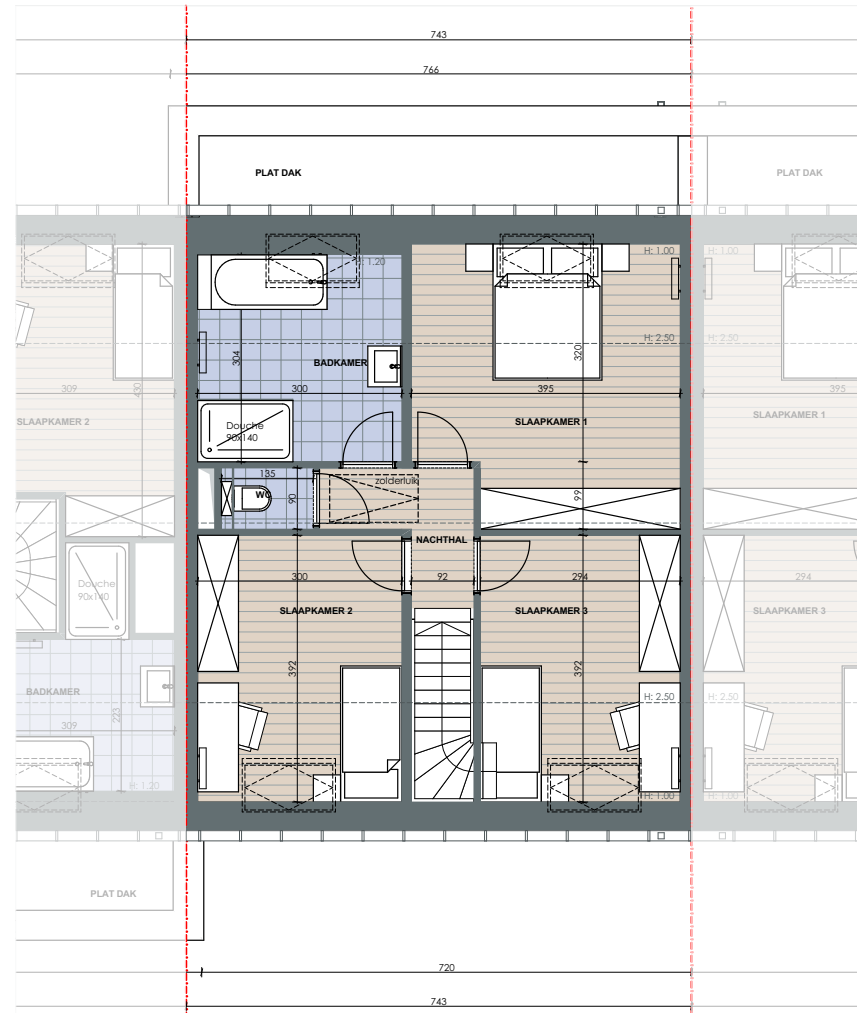 743
766
PLAT DAK
PLAT DAK
H: 1.20
H: 1.00
H: 1.00
H: 2.50
H: 2.50
304
320
430
BADKAMER
309
300
395
395
SLAAPKAMER 2
Douche
90x140
SLAAPKAMER 1
SLAAPKAMER 1
135
zolderluik
WC
90
99
NACHTHAL
300
92
294
294
Douche
90x140
SLAAPKAMER 2
SLAAPKAMER 3
SLAAPKAMER 3
392
392
BADKAMER
H: 2.50
H: 2.50
223
309
H: 1.20
H: 1.00
H: 1.00
PLAT DAK
720
743